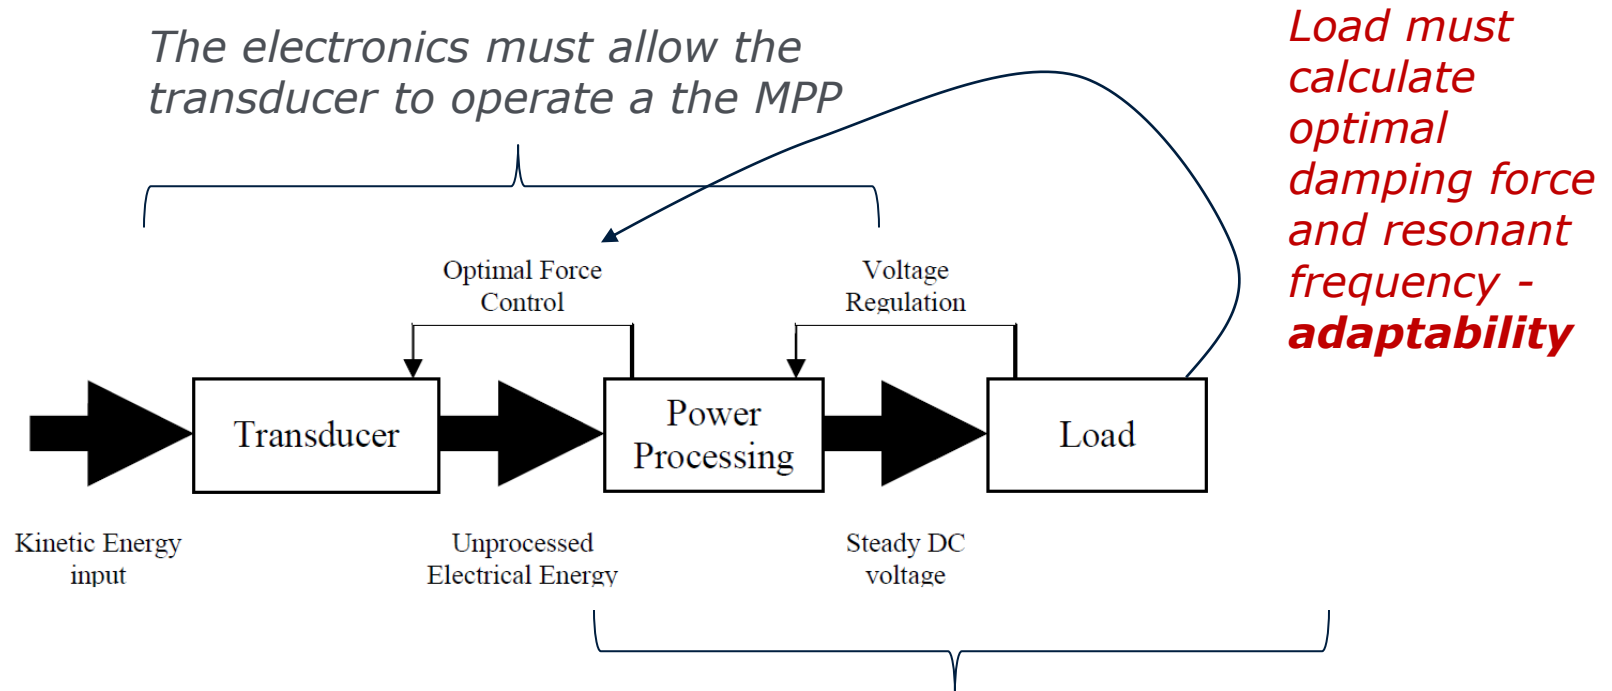 The electronics must allow the
transducer to operate a the MPP
Load must
calculate
optimal
damping force
and resonant
frequency -
adaptability
Optimal Force
Control
Voltage
Regulation
Transducer
Power
Processing
Load
Kinetic Energy
input
Unprocessed
Electrical Energy
Steady DC
voltage